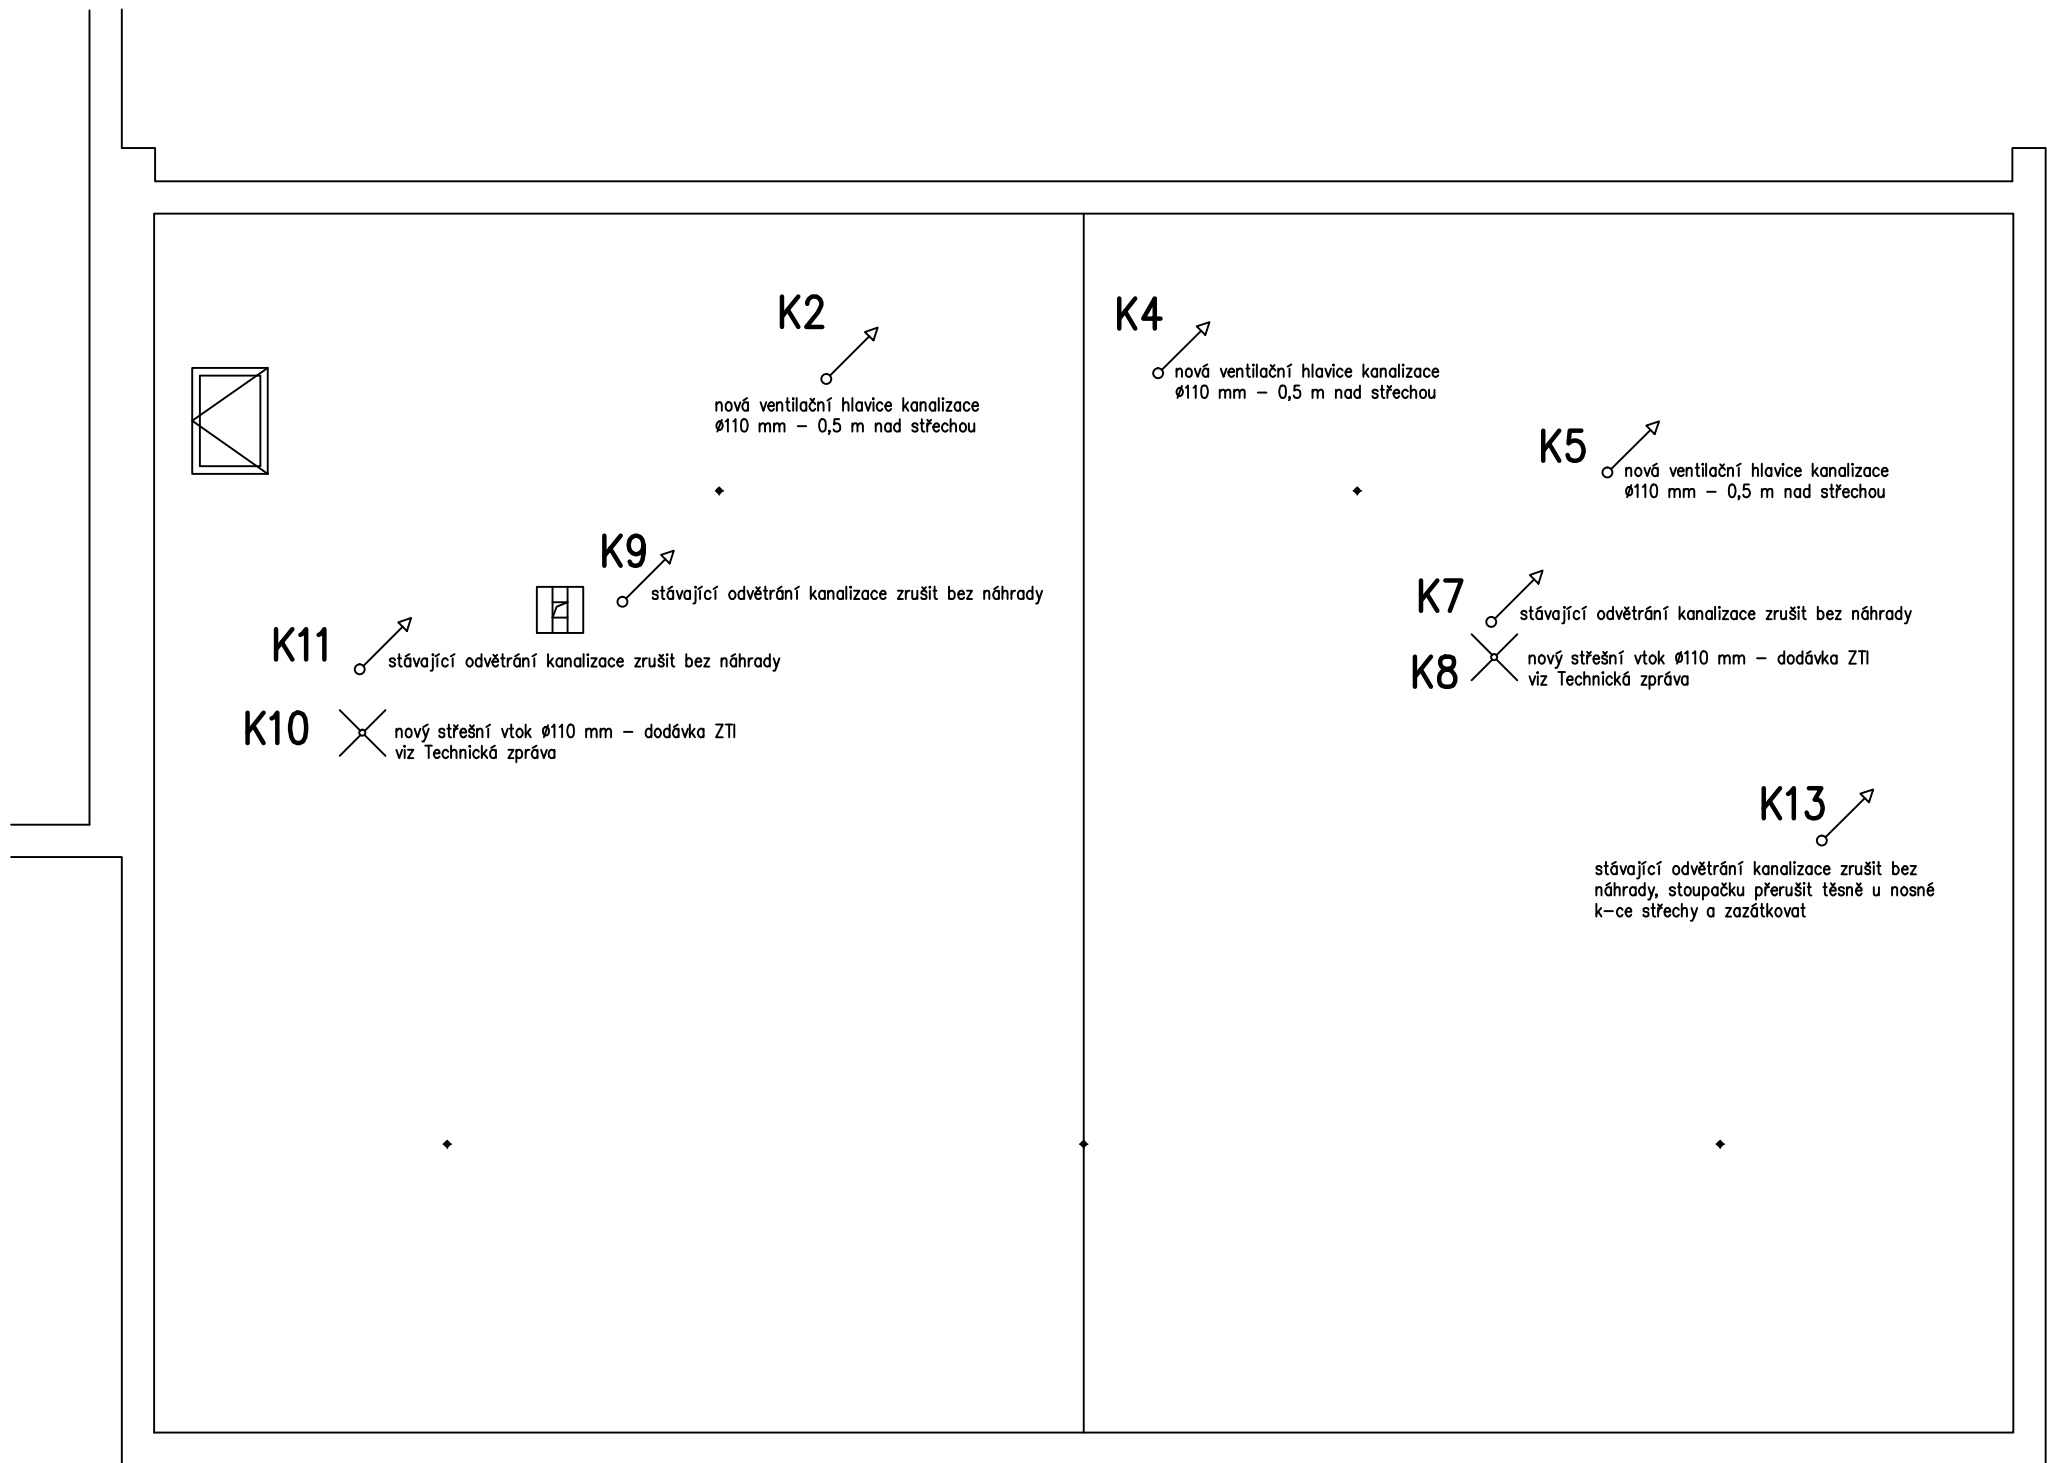 K2
nová ventilační hlavice kanalizace
ø110 mm – 0,5 m nad střechou
K4
nová ventilační hlavice kanalizace
ø110 mm – 0,5 m nad střechou
K5
nová ventilační hlavice kanalizace
ø110 mm – 0,5 m nad střechou
K9
stávající odvětrání kanalizace zrušit bez náhrady
K7
stávající odvětrání kanalizace zrušit bez náhrady
K11
stávající odvětrání kanalizace zrušit bez náhrady
K8
nový střešní vtok ø110 mm – dodávka ZTI
viz Technická zpráva
K10
nový střešní vtok ø110 mm – dodávka ZTI
viz Technická zpráva
K13
stávající odvětrání kanalizace zrušit bez
náhrady, stoupačku přerušit těsně u nosné
k–ce střechy a zazátkovat